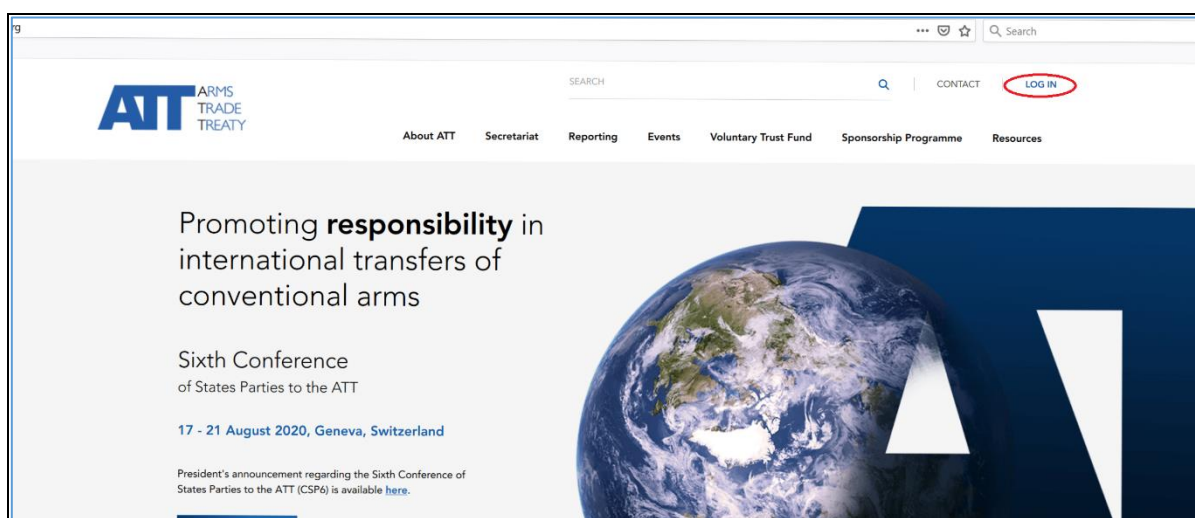 rg
Search
ARMS
TRADE
TREATY
ATT
SEARCH
CONTACT
LOG IN
About ATT Secretariat Reporting Events Voluntary Trust Fund Sponsorship Programme Resources
Promoting responsibility in
international transfers of
conventional arms
Sixth Conference
of States Parties to the ATT
17 - 21 August 2020, Geneva, Switzerland
President's announcement regarding the Sixth Conference of
States Parties to the ATT (CSP6) is available here.